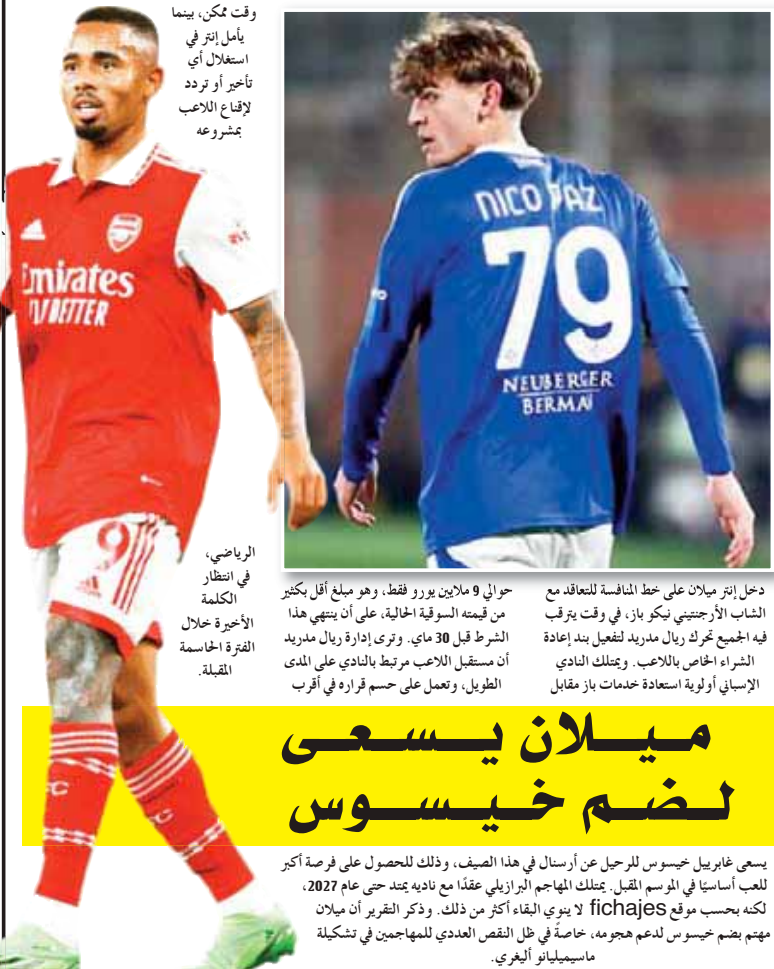 NICO PAZ
79
NEUBERGER
BERMAN
Emirates
FLY BETTER
9
دخل إنتر ميلان على خط المنافسة للتعاقد مع
الشاب الأرجنتيني نيكو باز، في وقت يترقب
فيه الجميع تحرك ريال مدريد لتفعيل بند إعادة
الشراء الخاص باللاعب. ويمتلك النادي
الإسباني أولوية استعادة خدمات باز مقابل
حوالي 9 ملايين يورو فقط، وهو مبلغ أقل بكثير
من قيمته السوقية الحالية، على أن ينتهي هذا
الشرط قبل 30 ماي. وترى إدارة ريال مدريد
أن مستقبل اللاعب مرتبط بالنادي على المدى
الطويل، وتعمل على حسم قراره في أقرب
وقت ممكن، بينما
يأمل إنتر في
استغلال أي
تأخير أو تردد
لإقناع اللاعب
بمشروعه
الرياضي،
في انتظار
الكلمة
الأخيرة خلال
الفترة الحاسمة
المقبلة.
ميلان يسعى
لضم خيسوس
يسعى غابرييل خيسوس للرحيل عن أرسنال في هذا الصيف، وذلك للحصول على فرصة أكبر
للعب أساسيًا في الموسم المقبل. يمتلك المهاجم البرازيلي عقدًا مع ناديه يمتد حتى عام 2027،
لكنه بحسب موقع fichajes لا ينوي البقاء أكثر من ذلك. وذكر التقرير أن ميلان
مهتم بضم خيسوس لدعم هجومه، خاصةً في ظل النقص العددي للمهاجمين في تشكيلة
ماسيميليانو أليغري.